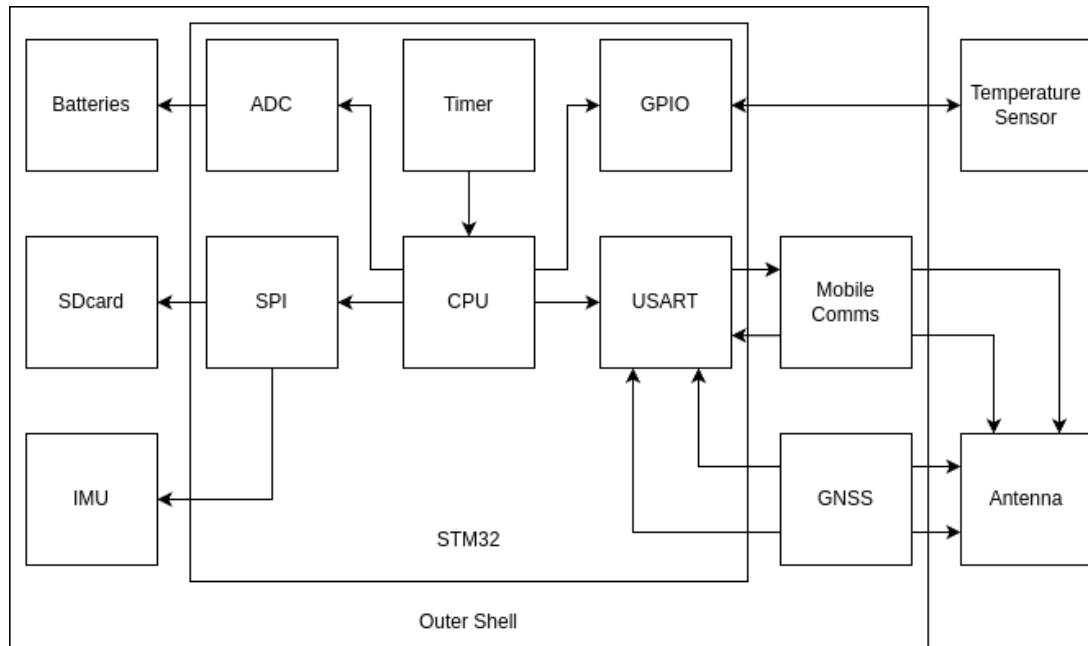 Batteries
ADC
Timer
GPIO
Temperature
Sensor
SDcard
SPI
CPU
USART
Mobile
Comms
IMU
GNSS
Antenna
STM32
Outer Shell